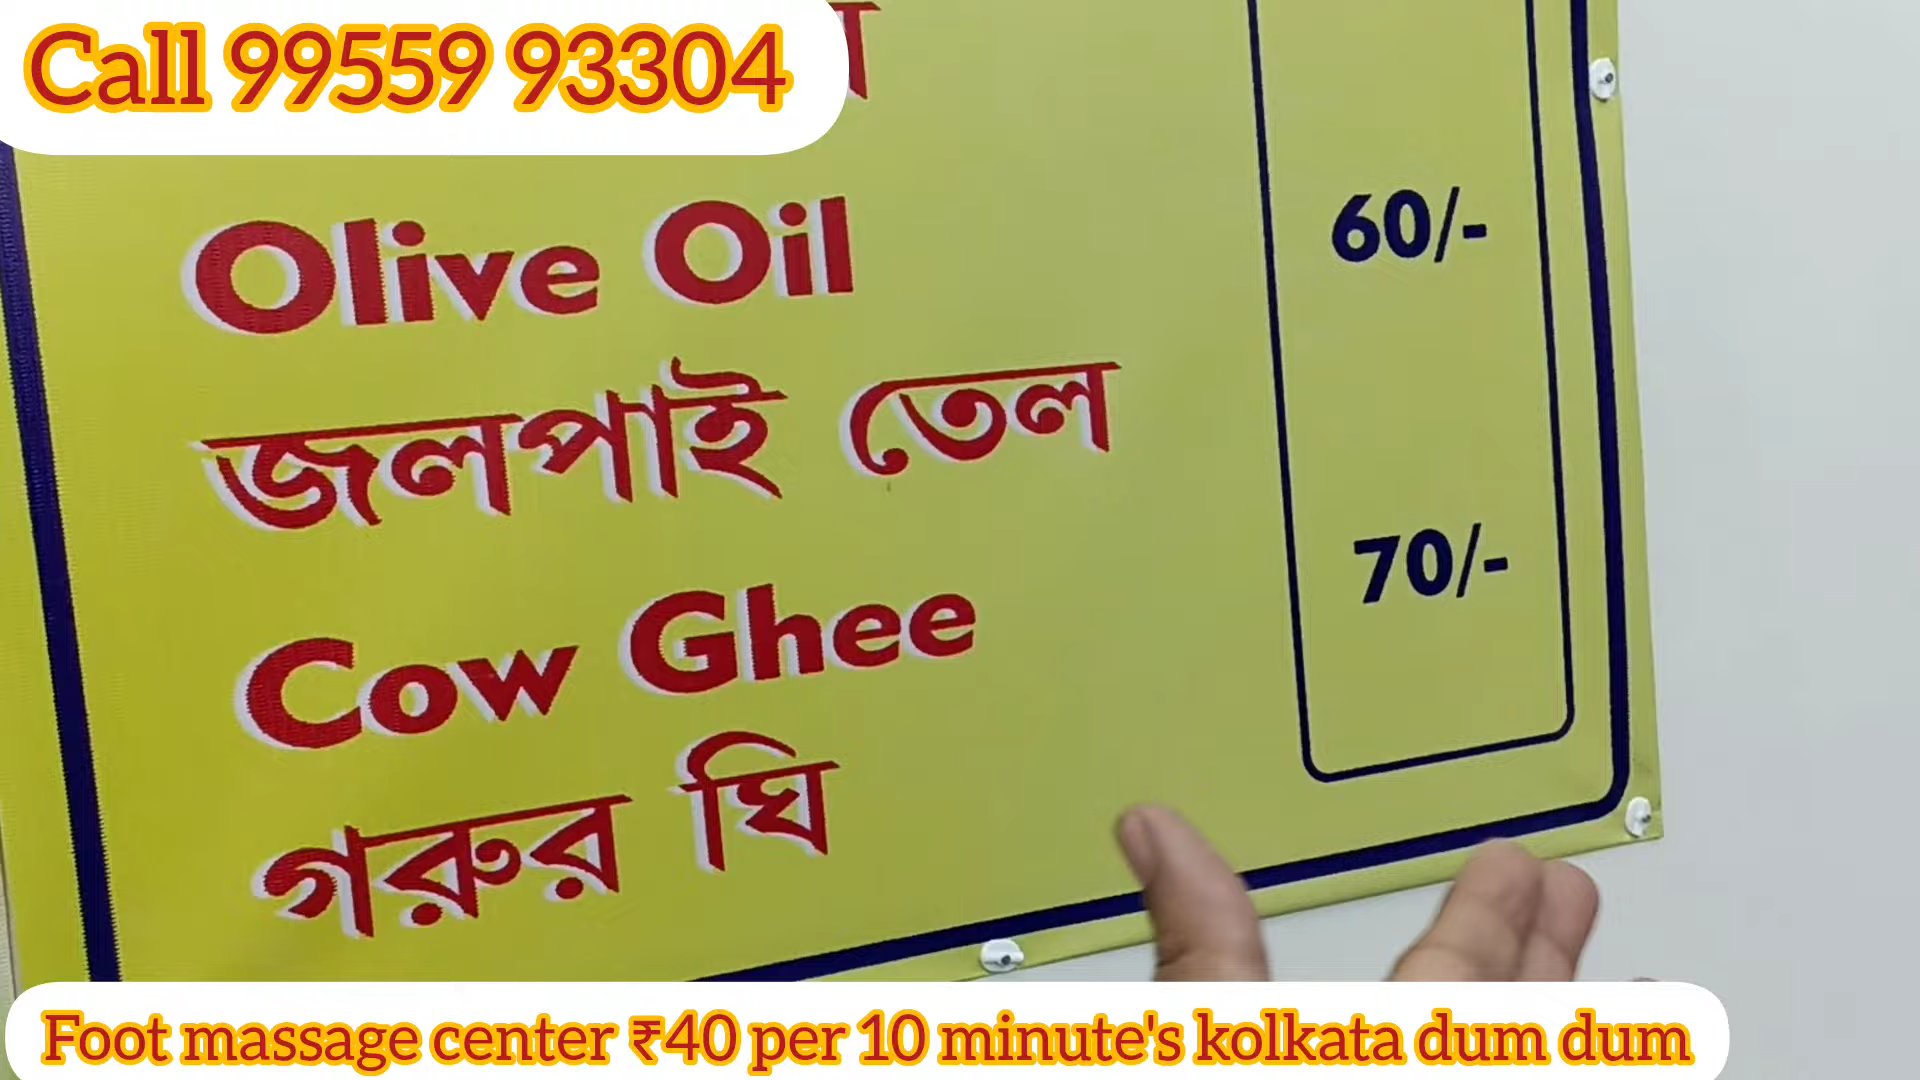 Call 99559 93304
Olive Oil 60/-
জলপাই তেল
Cow Ghee 70/-
গরুর ঘি
Foot massage center ₹40 per 10 minute's kolkata dum dum